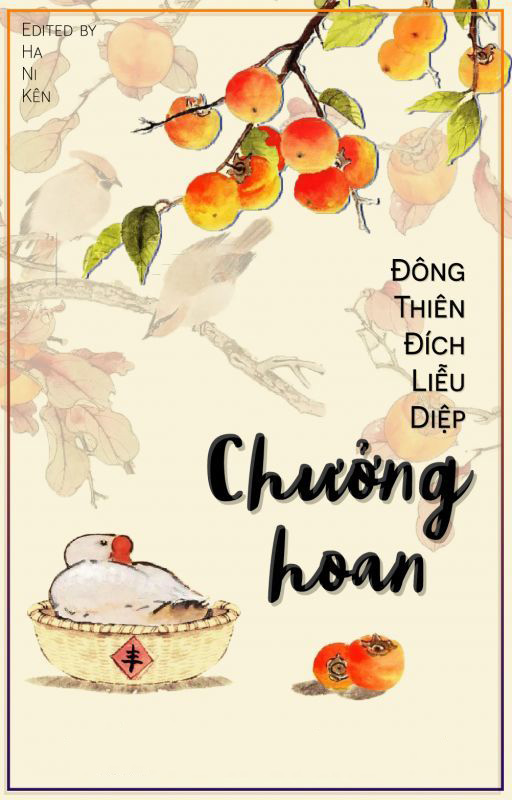 Edited by
Ha
Ni
Kên
Đông
Thiên
Đích
Liễu
Diệp
Chưởng
hoan
丰